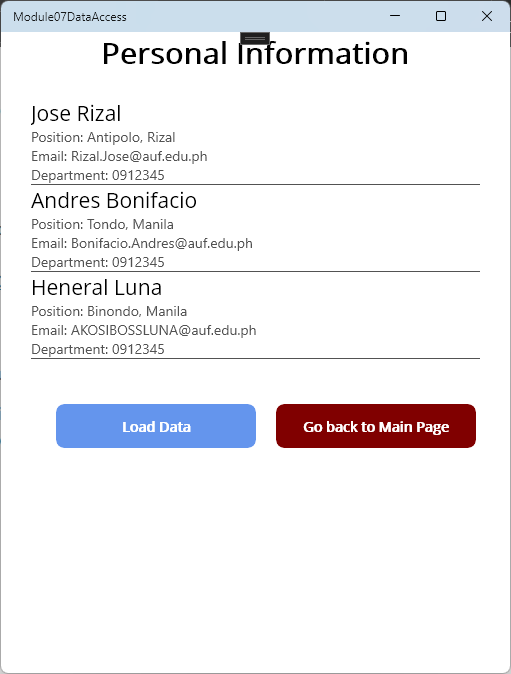 Module07DataAccess
Personal Information
Jose Rizal
Position: Antipolo, Rizal
Email: Rizal.Jose@auf.edu.ph
Department: 0912345
Andres Bonifacio
Position: Tondo, Manila
Email: Bonifacio.Andres@auf.edu.ph
Department: 0912345
Heneral Luna
Position: Binondo, Manila
Email: AKOSIBOSSLUNA@auf.edu.ph
Department: 0912345
Load Data
Go back to Main Page